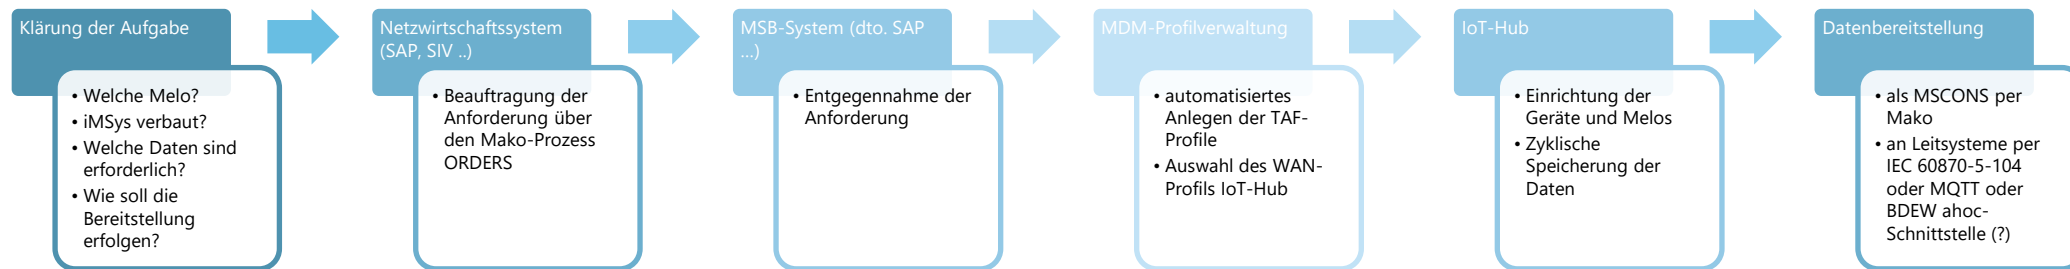 Klärung der Aufgabe
• Welche Melo?
• iMSys verbaut?
• Welche Daten sind
erforderlich?
• Wie soll die
Bereitstellung
erfolgen?
Netzwirtschaftssystem
(SAP, SIV ..)
• Beauftragung der
Anforderung über
den Mako-Prozess
ORDERS
MSB-System (dto. SAP
...)
• Entgegennahme der
Anforderung
MDM-Profilverwaltung
• automatisiertes
Anlegen der TAF-
Profile
• Auswahl des WAN-
Profils IoT-Hub
IoT-Hub
• Einrichtung der
Geräte und Melos
• Zyklische
Speicherung der
Daten
Datenbereitstellung
• als MSCONS per
Mako
• an Leitsysteme per
IEC 60870-5-104
oder MQTT oder
BDEW ahoc-
Schnittstelle (?)